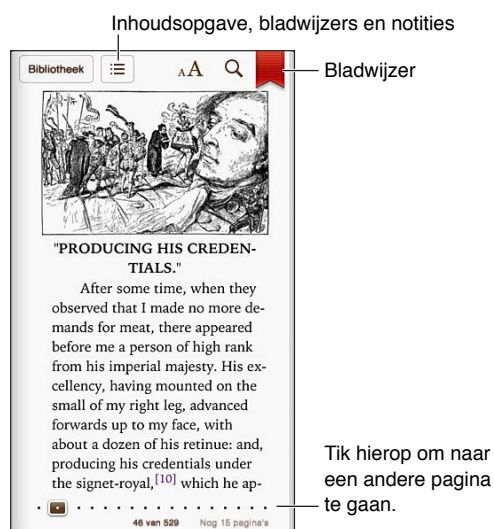 Inhoudsopgave, bladwijzers en notities
Bibliotheek
AA
Bladwijzer
"PRODUCING HIS CREDEN-
TIALS."
After some time, when they
observed that I made no more de-
mands for meat, there appeared
before me a person of high rank
from his imperial majesty. His ex-
cellency, having mounted on the
small of my right leg, advanced
forwards up to my face, with
about a dozen of his retinue: and,
producing his credentials under
the signet-royal,[10] which he ap-
Tik hierop om naar
een andere pagina
te gaan.
46 van 529 Nog 15 pagina's